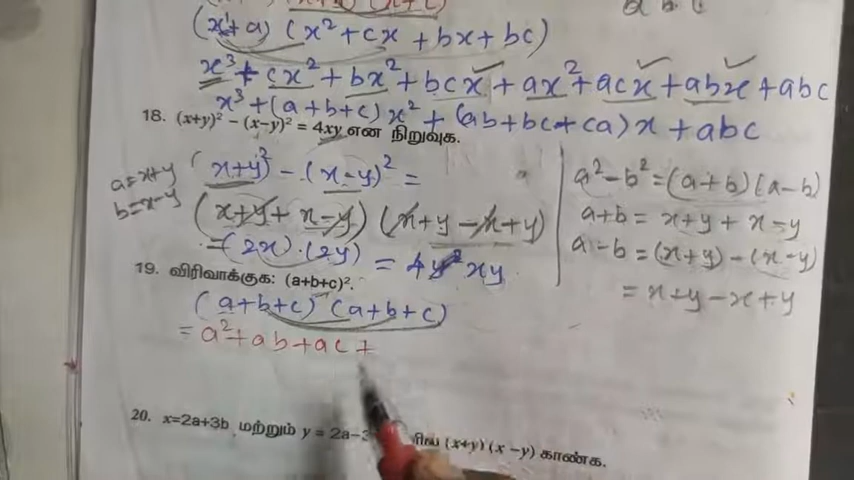 (x+a) (x²+cx+bx+bc)
x³+cx²+bx²+bcx+ax²+acx+abx+abc
x³+(a+b+c)x²+(ab+bc+ca)x+abc
18. (x+y)² – (x–y)² = 4xy என நிறுவுக.
a=x+y
b=x-y
(x+y)²-(x-y)²=
(x+y+x-y)(x+y-x+y)
=(2x).(2y) = 4 xy
a²-b²=(a+b)(a-b)
a+b = x+y+x-y
a-b=(x+y)-(x-y)
= x+y-x+y
19. விரிவாக்குக: (a+b+c)².
(a+b+c) (a+b+c)
= a²+ab+ac+
20. x=2a+3b மற்றும் y = 2a–3 (x+y) (x –y) காண்க.